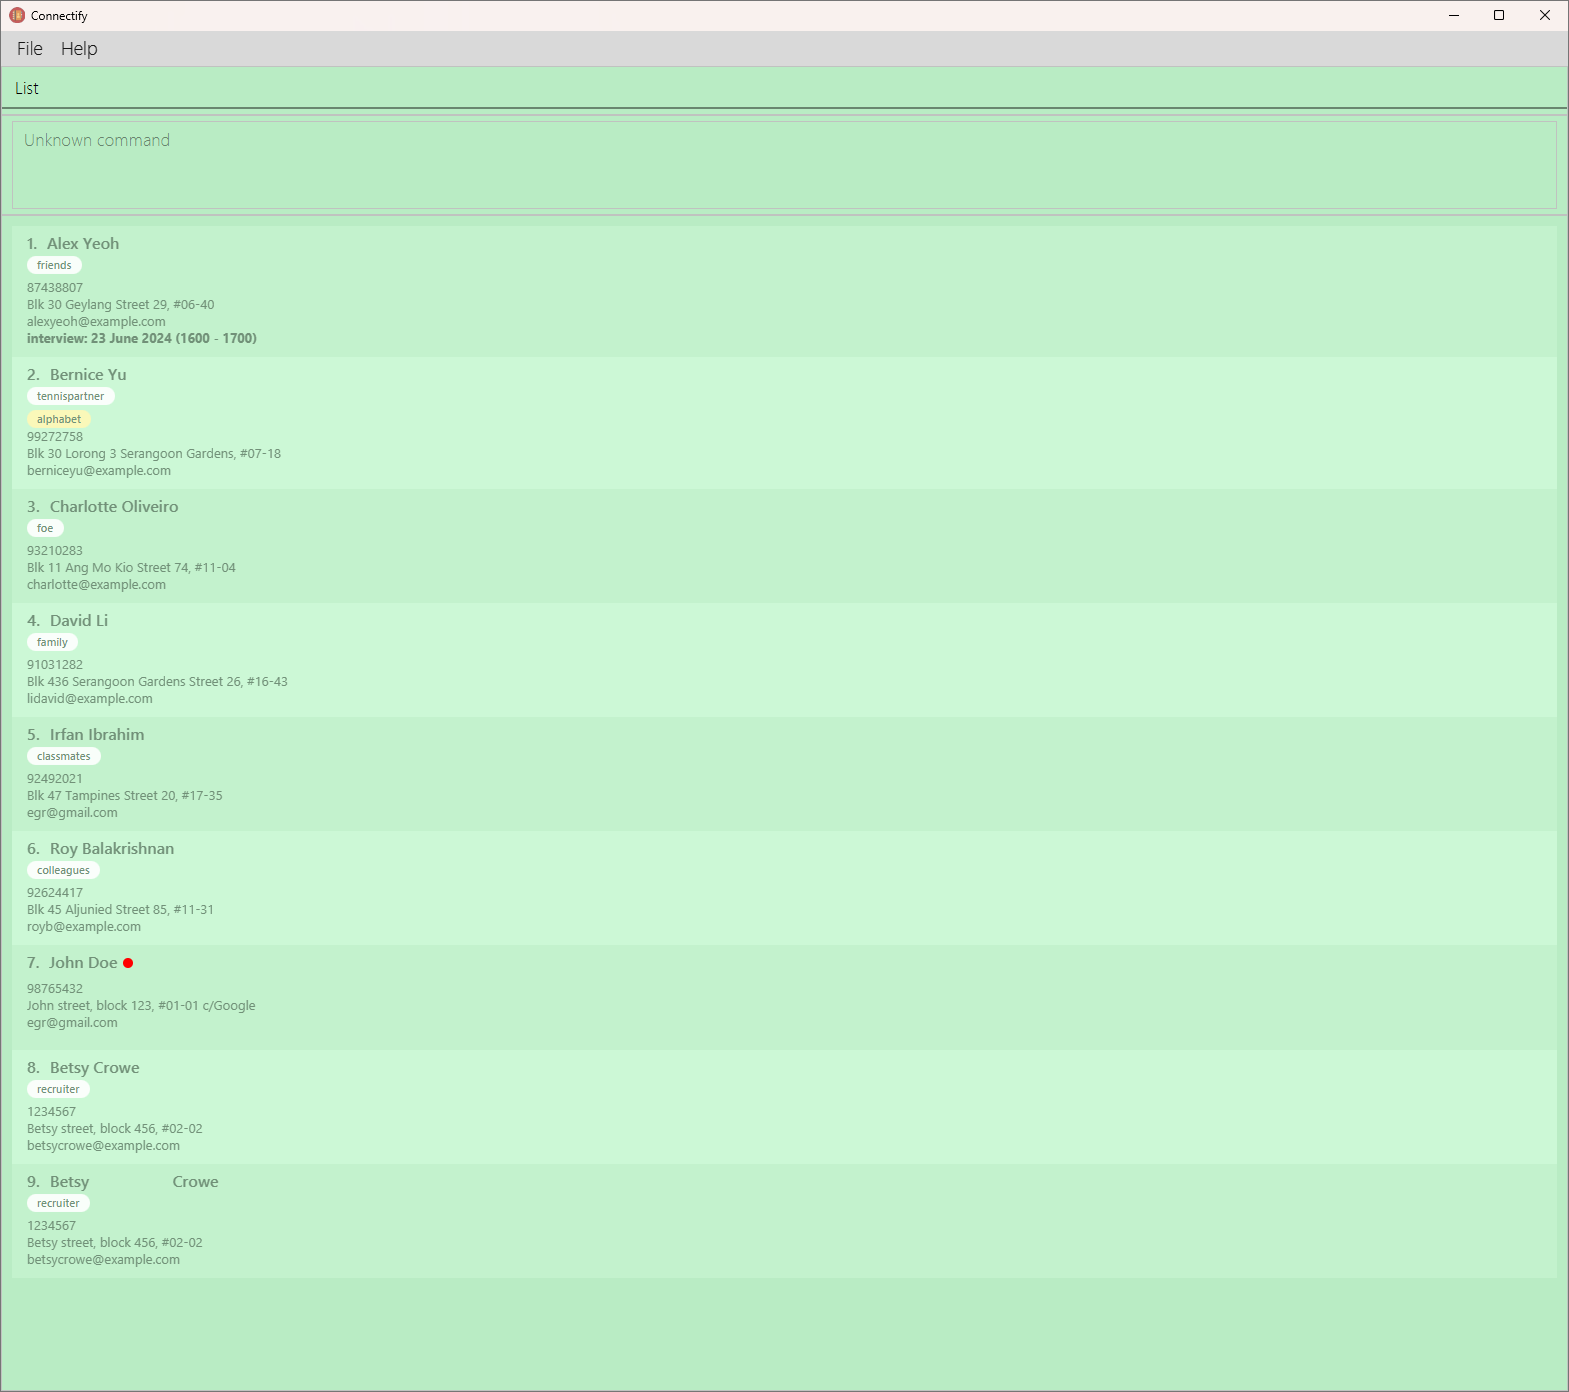 Connectify
File Help
List
Unknown command
1. Alex Yeoh
friends
87438807
Blk 30 Geylang Street 29, #06-40
alexyeoh@example.com
interview: 23 June 2024 (1600 - 1700)
2. Bernice Yu
tennispartner
alphabet
99272758
Blk 30 Lorong 3 Serangoon Gardens, #07-18
berniceyu@example.com
3. Charlotte Oliveiro
foe
93210283
Blk 11 Ang Mo Kio Street 74, #11-04
charlotte@example.com
4. David Li
family
91031282
Blk 436 Serangoon Gardens Street 26, #16-43
lidavid@example.com
5. Irfan Ibrahim
classmates
92492021
Blk 47 Tampines Street 20, #17-35
egr@gmail.com
6. Roy Balakrishnan
colleagues
92624417
Blk 45 Aljunied Street 85, #11-31
royb@example.com
7. John Doe
98765432
John street, block 123, #01-01 c/Google
egr@gmail.com
8. Betsy Crowe
recruiter
1234567
Betsy street, block 456, #02-02
betsycrowe@example.com
9. Betsy Crowe
recruiter
1234567
Betsy street, block 456, #02-02
betsycrowe@example.com